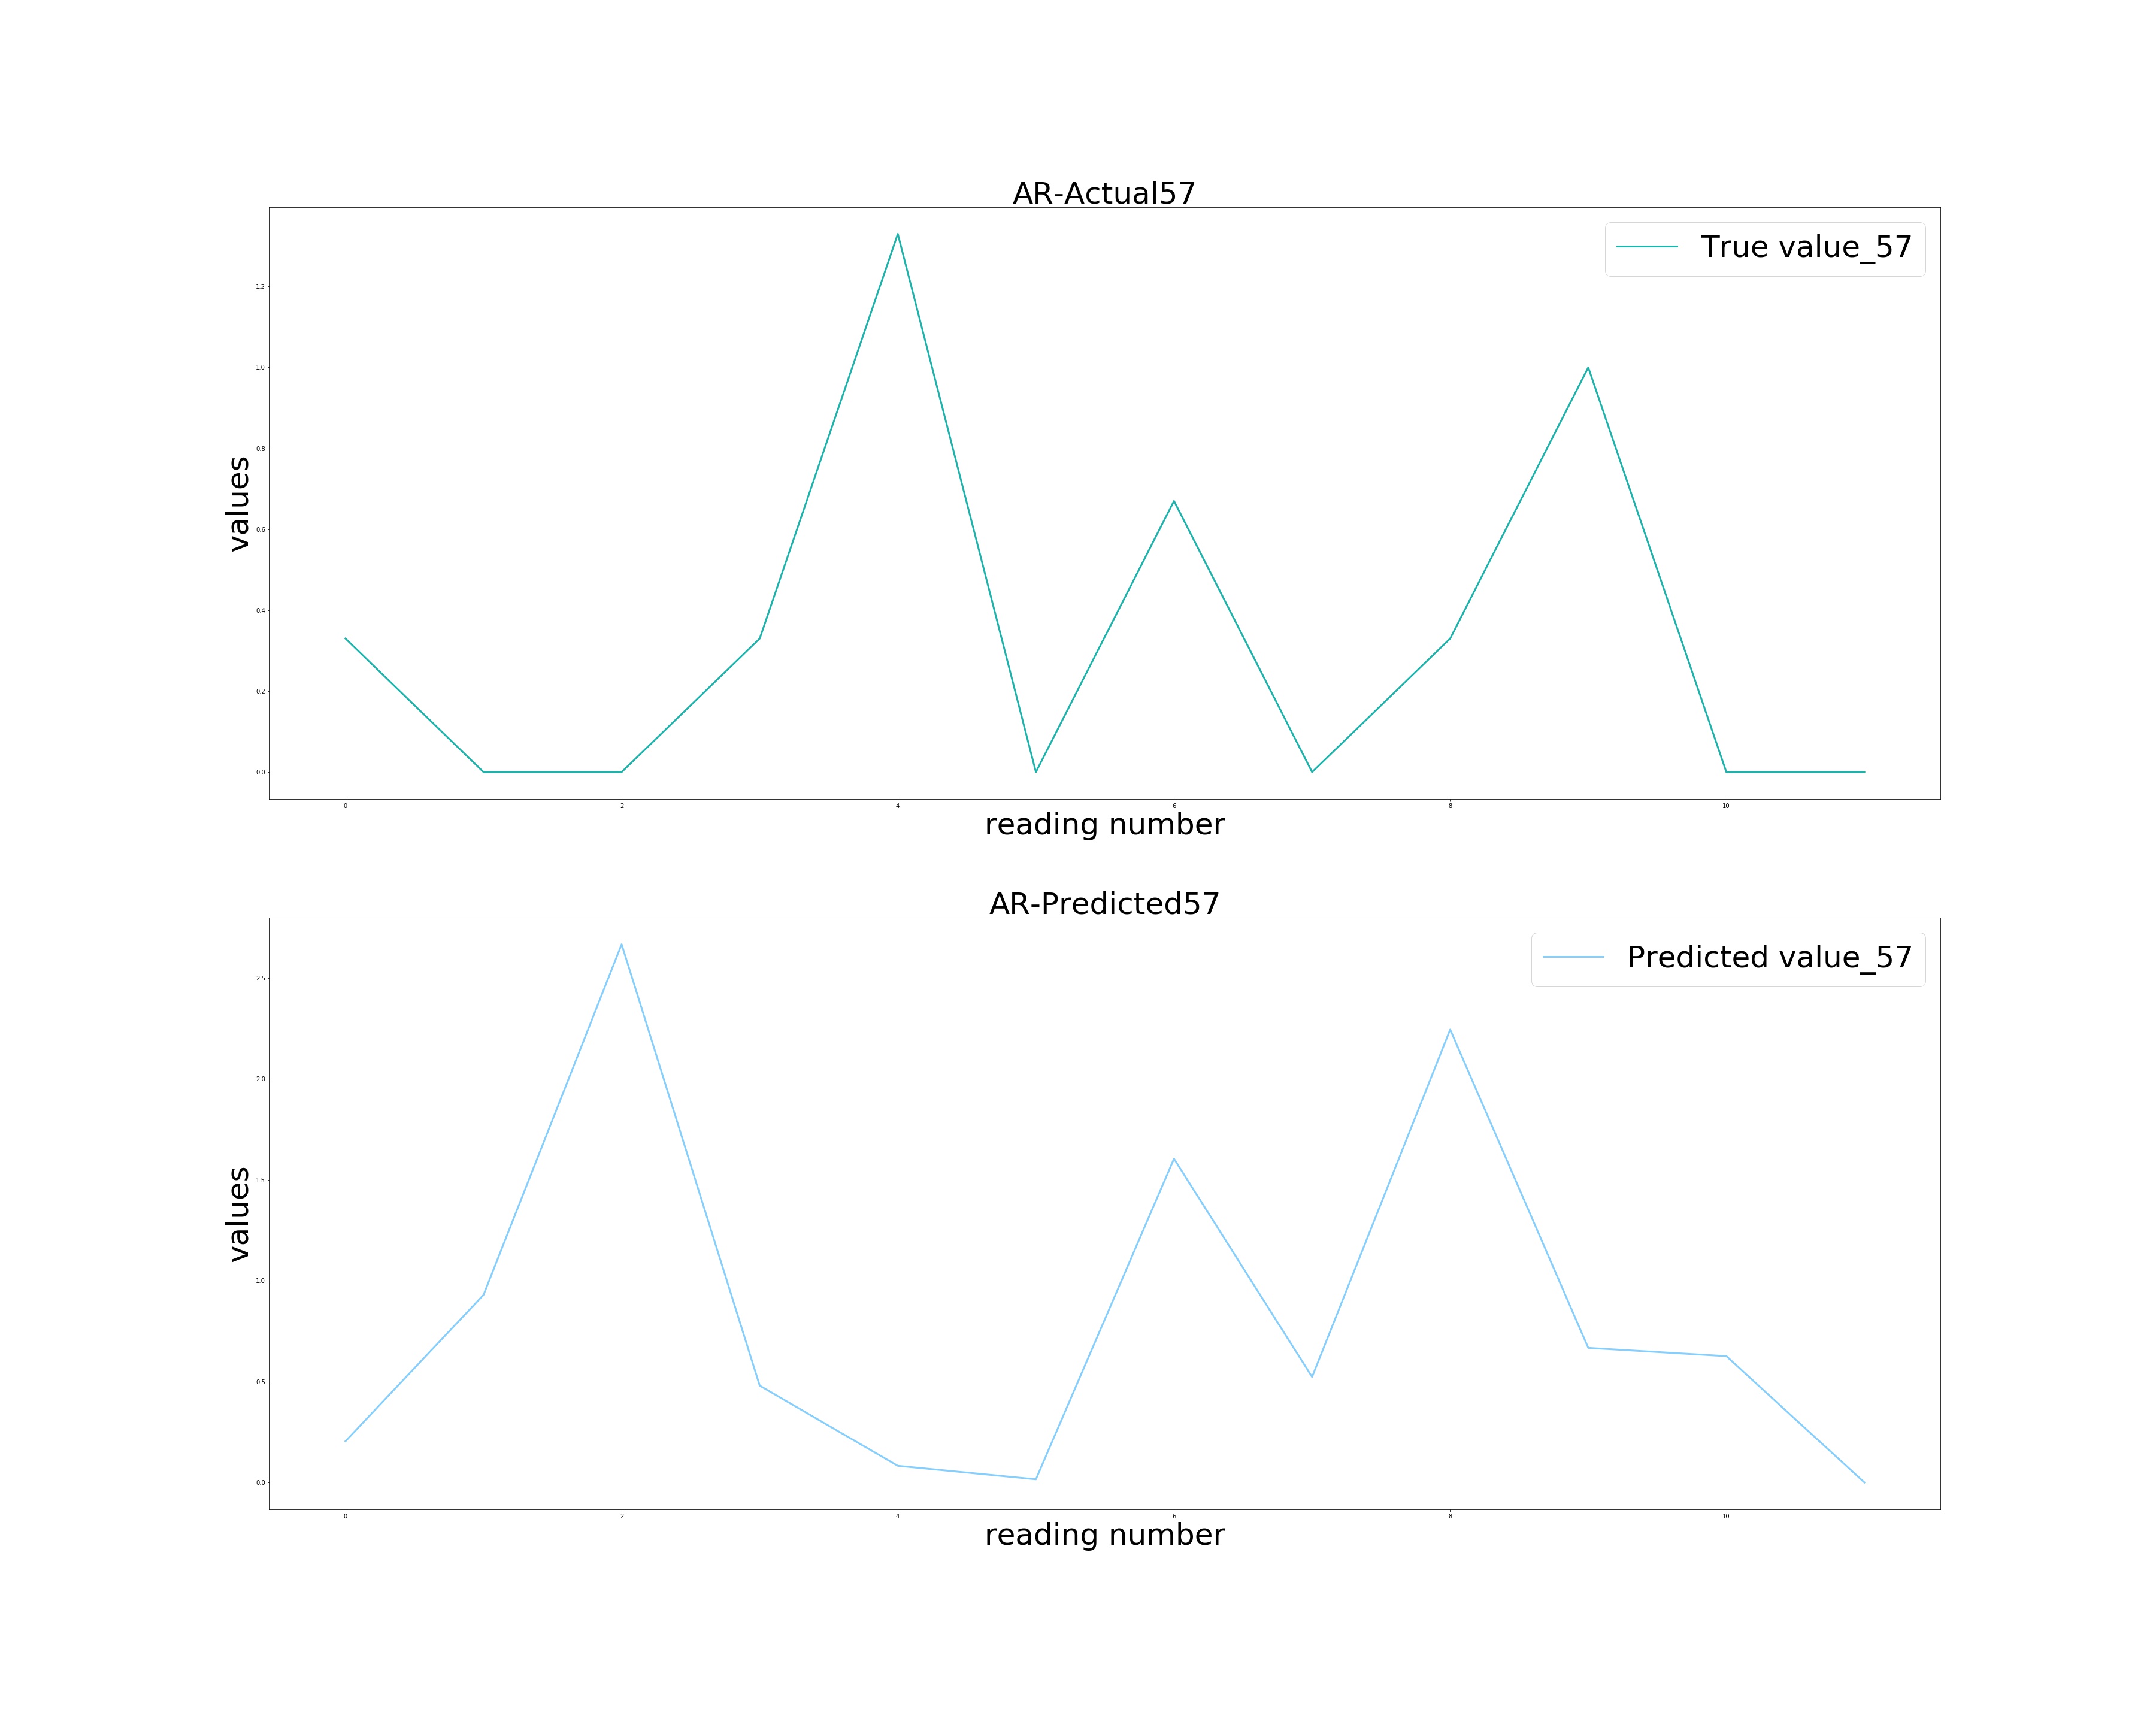 AR-Actual57
True value_57
values
1.2
1.0
0.8
0.6
0.4
0.2
0.0
0 2 4 6 8 10
reading number
AR-Predicted57
Predicted value_57
values
2.5
2.0
1.5
1.0
0.5
0.0
0 2 4 6 8 10
reading number